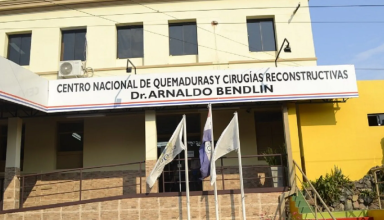 CENTRO NACIONAL DE QUEMADURAS Y CIRUGÍAS RECONSTRUCTIVAS
Dr. ARNALDO BENDLIN